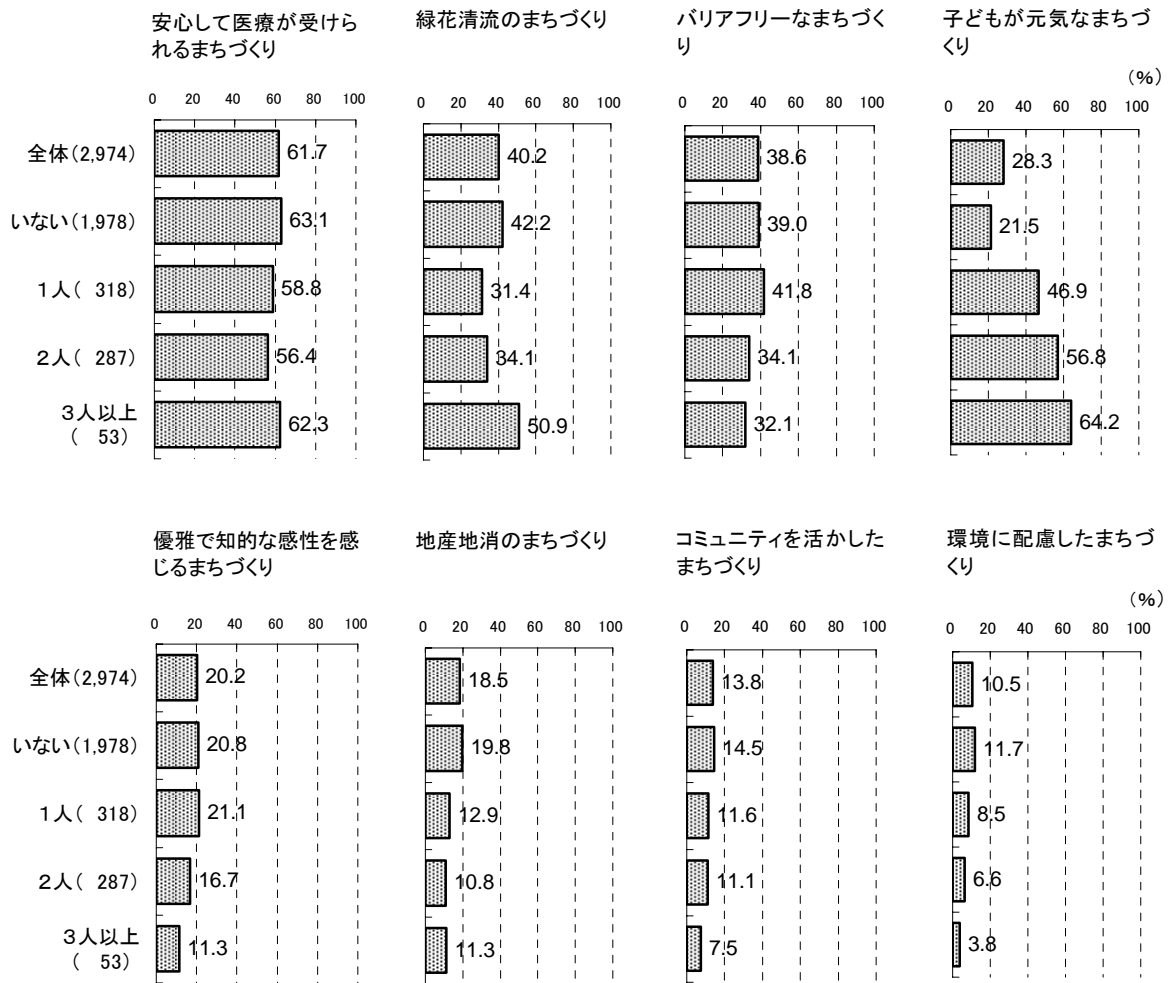 安心して医療が受けら
れるまちづくり
緑花清流のまちづくり
バリアフリーなまちづく
り
子どもが元気なまちづ
くり
(%)
0 20 40 60 80 100
0 20 40 60 80 100
0 20 40 60 80 100
0 20 40 60 80 100
全体(2,974) 61.7 40.2 38.6 28.3
いない(1,978) 63.1 42.2 39.0 21.5
1人( 318) 58.8 31.4 41.8 46.9
2人( 287) 56.4 34.1 34.1 56.8
3人以上
( 53) 62.3 50.9 32.1 64.2
優雅で知的な感性を感
じるまちづくり
地産地消のまちづくり
コミュニティを活かした
まちづくり
環境に配慮したまちづ
くり
(%)
0 20 40 60 80 100
0 20 40 60 80 100
0 20 40 60 80 100
0 20 40 60 80 100
全体(2,974) 20.2 18.5 13.8 10.5
いない(1,978) 20.8 19.8 14.5 11.7
1人( 318) 21.1 12.9 11.6 8.5
2人( 287) 16.7 10.8 11.1 6.6
3人以上
( 53) 11.3 11.3 7.5 3.8